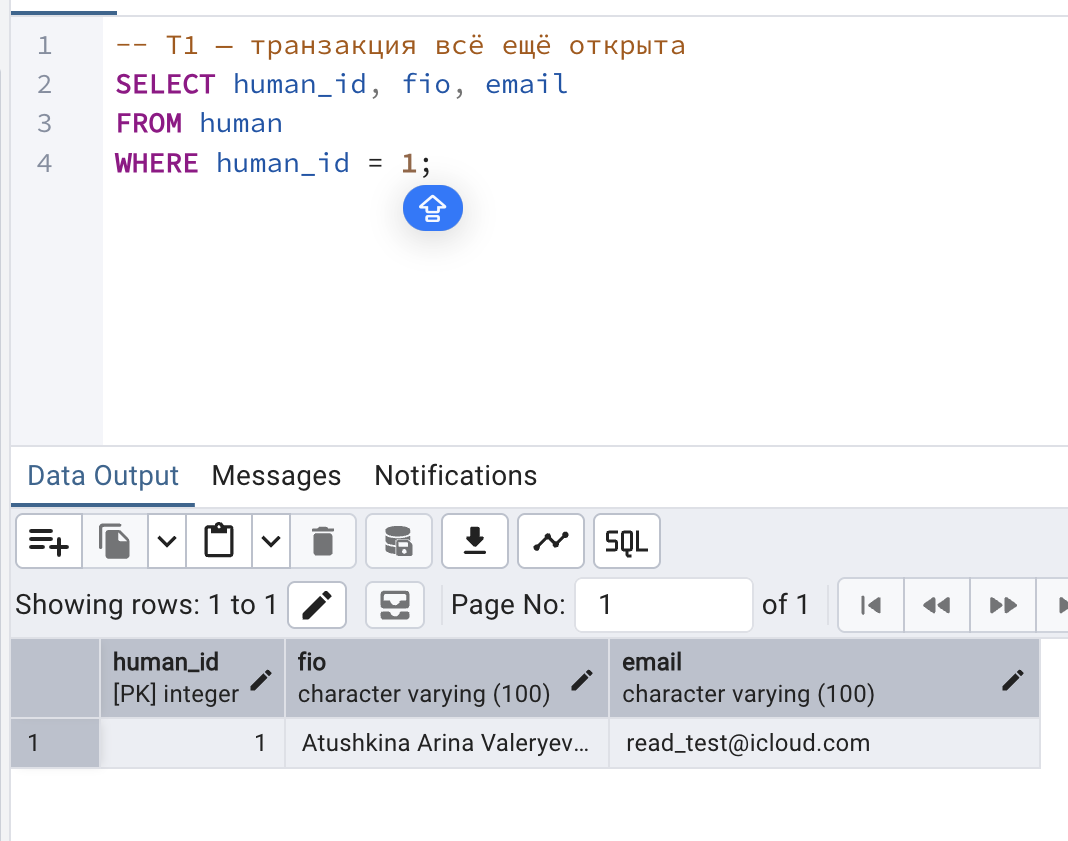 1 -- T1 — транзакция всё ещё открыта
2 SELECT human_id, fio, email
3 FROM human
4 WHERE human_id = 1;
Data Output Messages Notifications
SQL
Showing rows: 1 to 1 Page No: 1 of 1
human_id fio email
[PK] integer character varying (100) character varying (100)
1 1 Atushkina Arina Valeryev… read_test@icloud.com